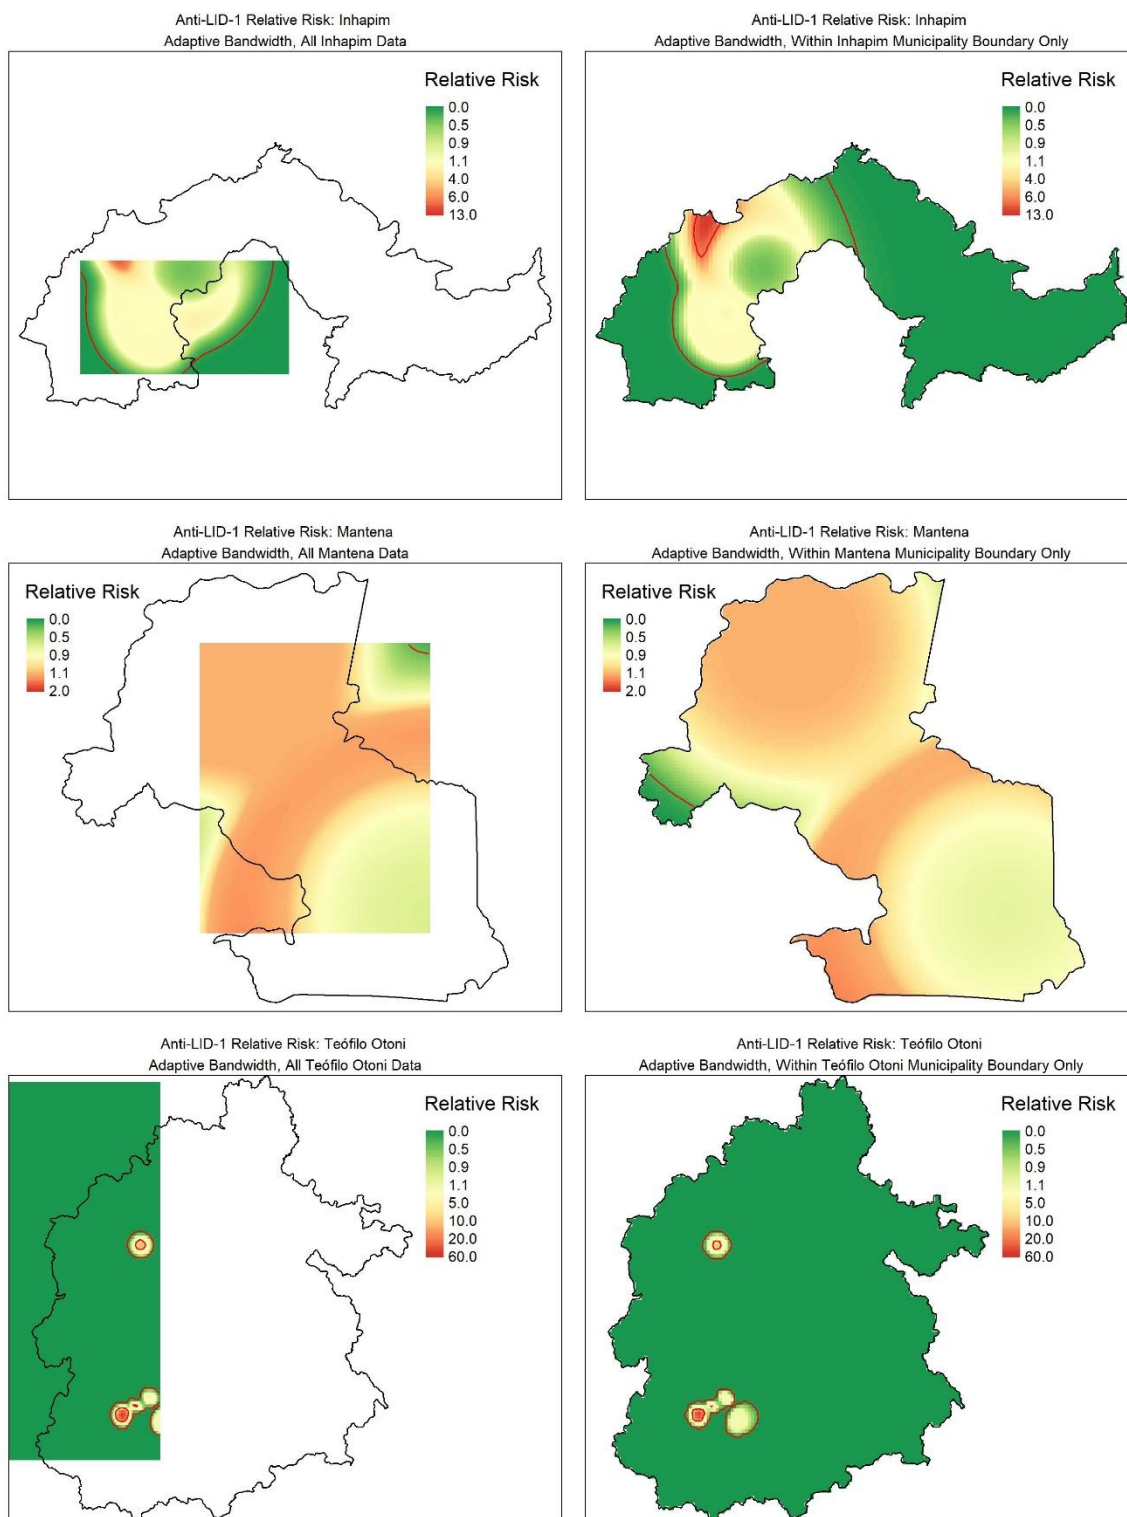 Anti-LID-1 Relative Risk: Inhapim
Adaptive Bandwidth, All Inhapim Data
Relative Risk
0.0
0.5
0.9
1.1
4.0
6.0
13.0
Anti-LID-1 Relative Risk: Inhapim
Adaptive Bandwidth, Within Inhapim Municipality Boundary Only
Relative Risk
0.0
0.5
0.9
1.1
4.0
6.0
13.0
Anti-LID-1 Relative Risk: Mantena
Adaptive Bandwidth, All Mantena Data
Relative Risk
0.0
0.5
0.9
1.1
2.0
Anti-LID-1 Relative Risk: Mantena
Adaptive Bandwidth, Within Mantena Municipality Boundary Only
Relative Risk
0.0
0.5
0.9
1.1
2.0
Anti-LID-1 Relative Risk: Teófilo Otoni
Adaptive Bandwidth, All Teófilo Otoni Data
Relative Risk
0.0
0.5
0.9
1.1
5.0
10.0
20.0
60.0
Anti-LID-1 Relative Risk: Teófilo Otoni
Adaptive Bandwidth, Within Teófilo Otoni Municipality Boundary Only
Relative Risk
0.0
0.5
0.9
1.1
5.0
10.0
20.0
60.0